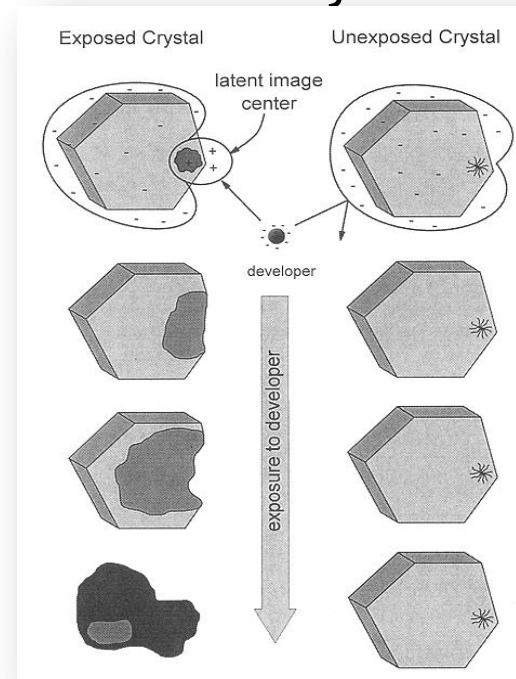 Exposed Crystal
Unexposed Crystal
latent image
center
developer
exposure to developer